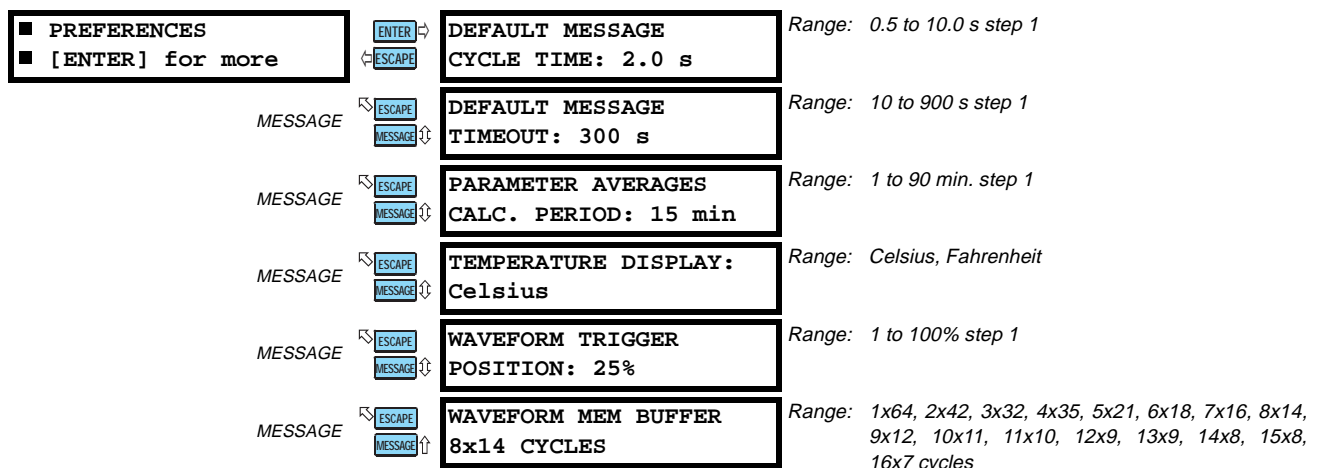 ■ PREFERENCES
■ [ENTER] for more
ENTER
ESCAPE
DEFAULT MESSAGE
CYCLE TIME: 2.0 s
Range: 0.5 to 10.0 s step 1
MESSAGE
ESCAPE
MESSAGE
DEFAULT MESSAGE
TIMEOUT: 300 s
Range: 10 to 900 s step 1
MESSAGE
ESCAPE
MESSAGE
PARAMETER AVERAGES
CALC. PERIOD: 15 min
Range: 1 to 90 min. step 1
MESSAGE
ESCAPE
MESSAGE
TEMPERATURE DISPLAY:
Celsius
Range: Celsius, Fahrenheit
MESSAGE
ESCAPE
MESSAGE
WAVEFORM TRIGGER
POSITION: 25%
Range: 1 to 100% step 1
MESSAGE
ESCAPE
MESSAGE
WAVEFORM MEM BUFFER
8x14 CYCLES
Range: 1x64, 2x42, 3x32, 4x35, 5x21, 6x18, 7x16, 8x14,
9x12, 10x11, 11x10, 12x9, 13x9, 14x8, 15x8,
16x7 cycles